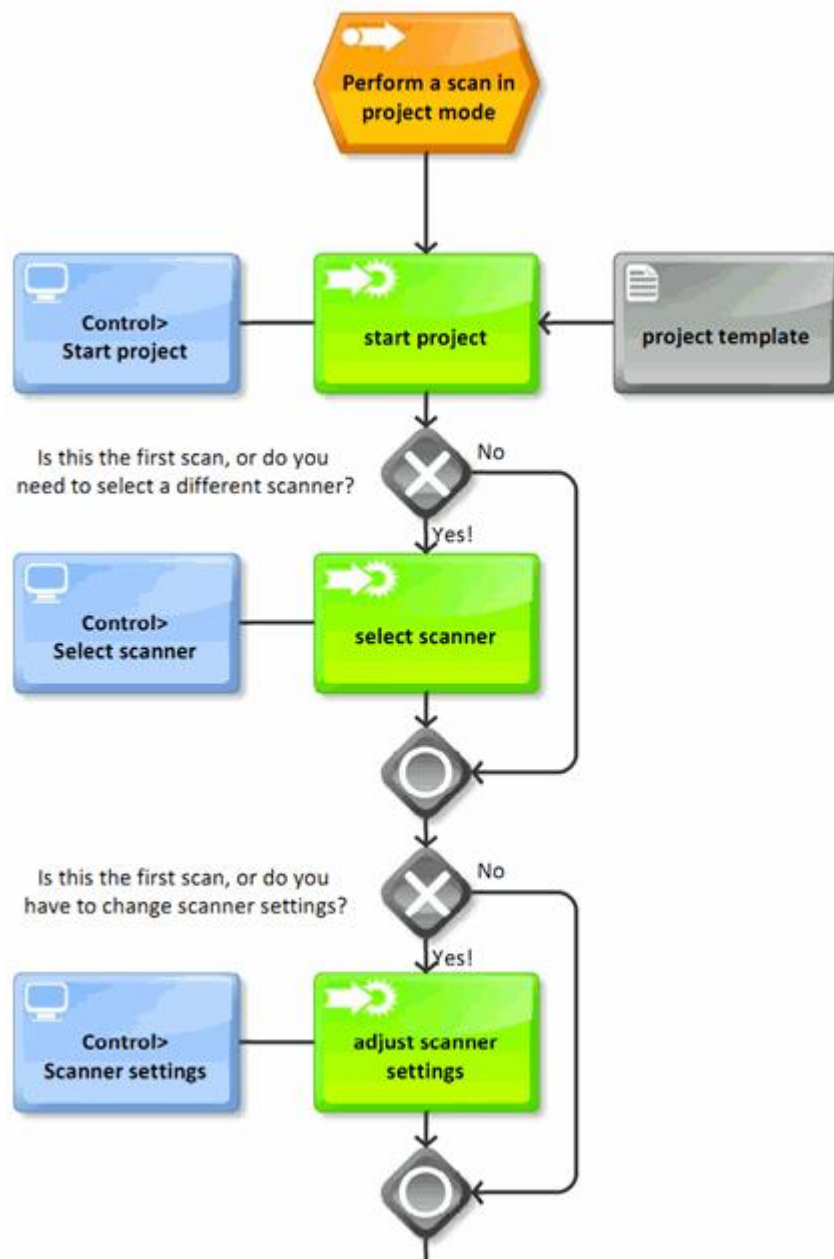 Perform a scan in
project mode
Control>
Start project
start project
project template
Is this the first scan, or do you
need to select a different scanner?
No
Yes!
Control>
Select scanner
select scanner
Is this the first scan, or do you
have to change scanner settings?
No
Yes!
Control>
Scanner settings
adjust scanner
settings